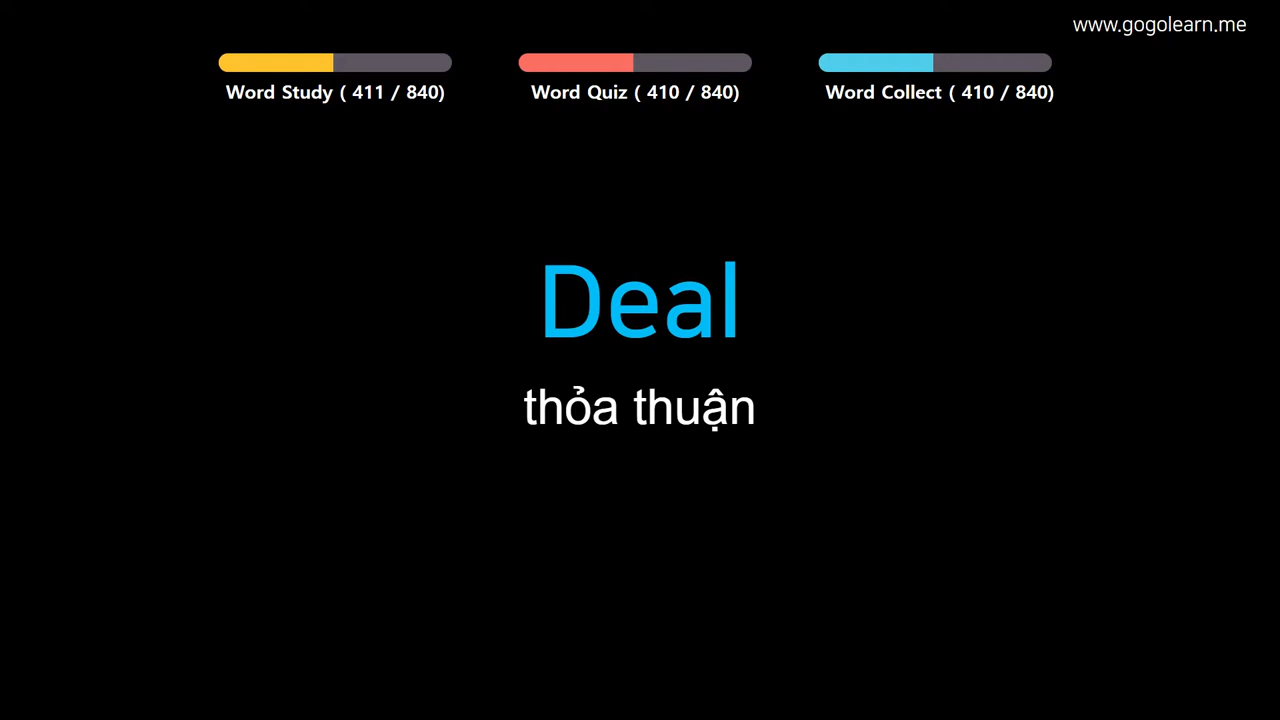 www.gogolearn.me
Word Study ( 411 / 840)
Word Quiz ( 410 / 840)
Word Collect ( 410 / 840)
Deal
thỏa thuận